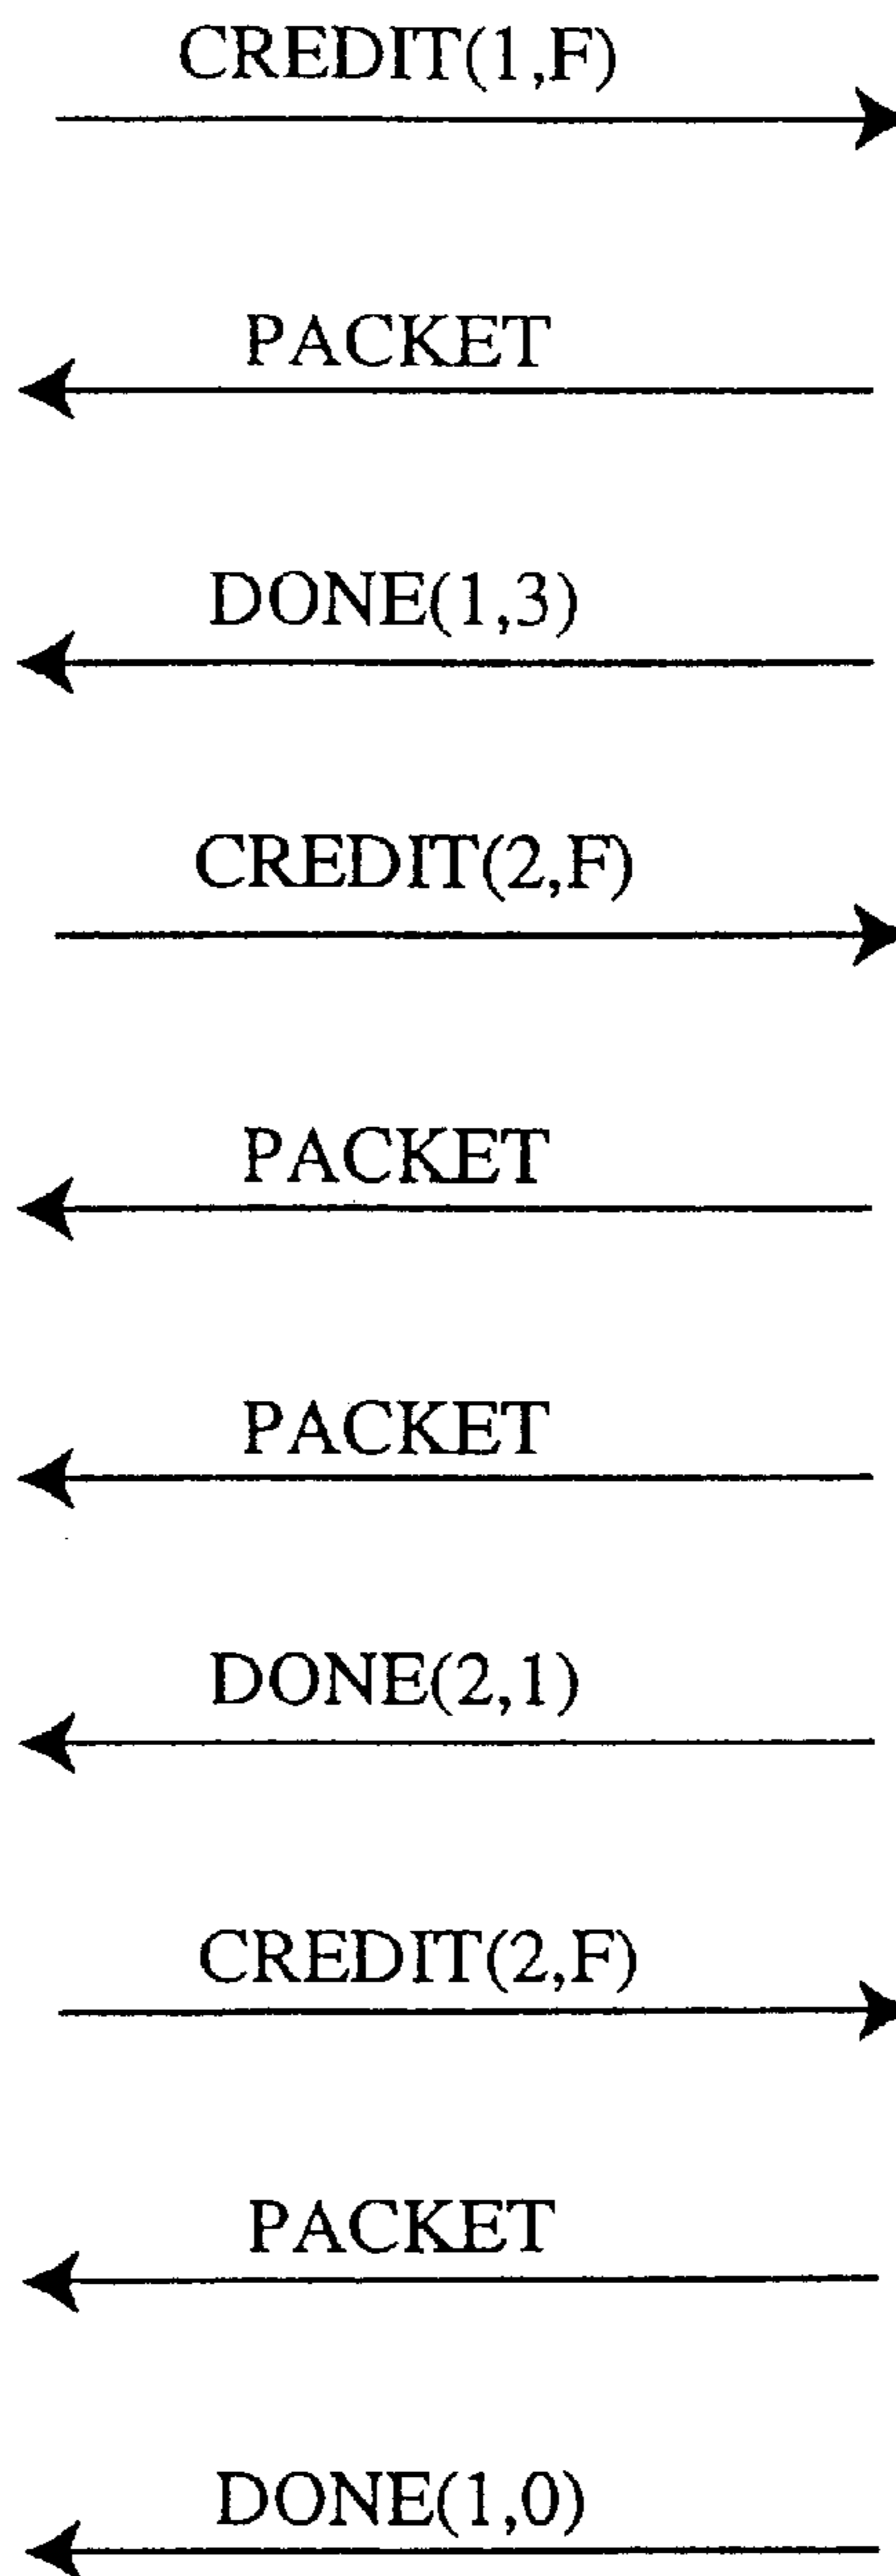 CREDIT(1,F)
PACKET
DONE(1,3)
CREDIT(2,F)
PACKET
PACKET
DONE(2,1)
CREDIT(2,F)
PACKET
DONE(1,0)